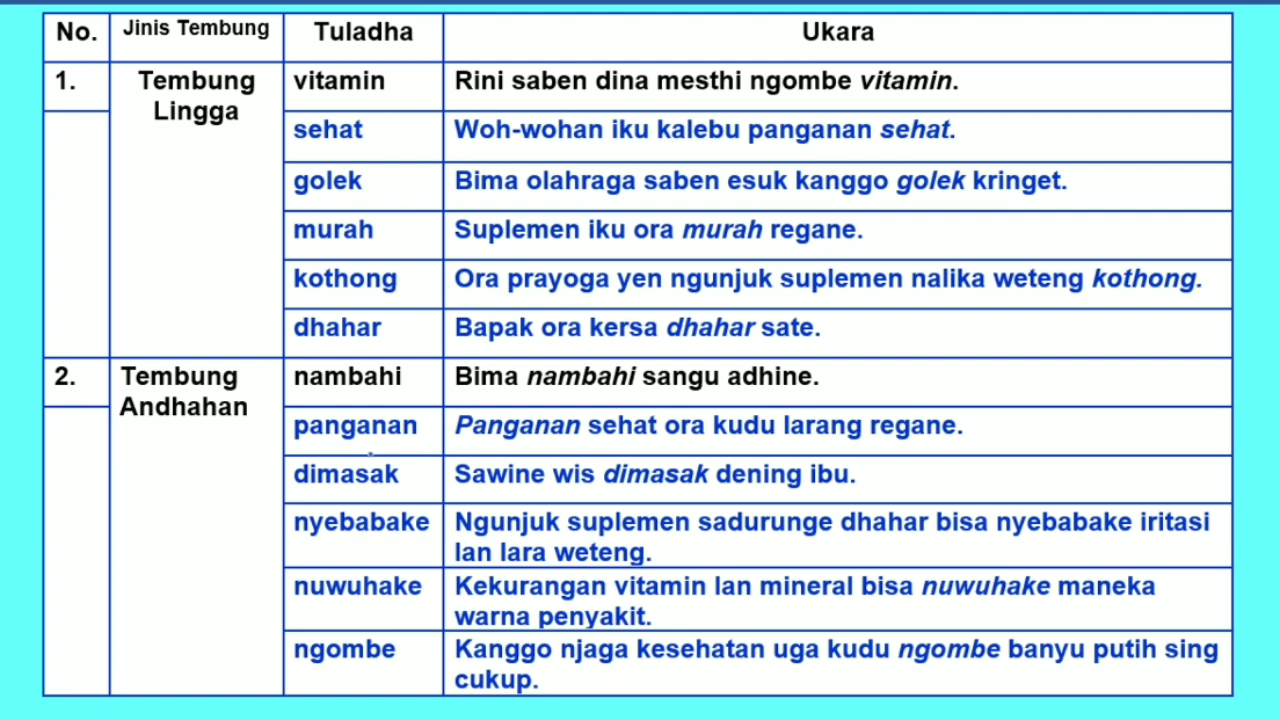 No. Jinis Tembung Tuladha Ukara
1. Tembung Lingga vitamin Rini saben dina mesthi ngombe vitamin.
sehat Woh-wohan iku kalebu panganan sehat.
golek Bima olahraga saben esuk kanggo golek kringet.
murah Suplemen iku ora murah regane.
kothong Ora prayoga yen ngunjuk suplemen nalika weteng kothong.
dhahar Bapak ora kersa dhahar sate.
2. Tembung Andhahan nambahi Bima nambahi sangu adhine.
panganan Panganan sehat ora kudu larang regane.
dimasak Sawine wis dimasak dening ibu.
nyebabake Ngunjuk suplemen sadurunge dhahar bisa nyebabake iritasi
lan lara weteng.
nuwuhake Kekurangan vitamin lan mineral bisa nuwuhake maneka
warna penyakit.
ngombe Kanggo njaga kesehatan uga kudu ngombe banyu putih sing
cukup.